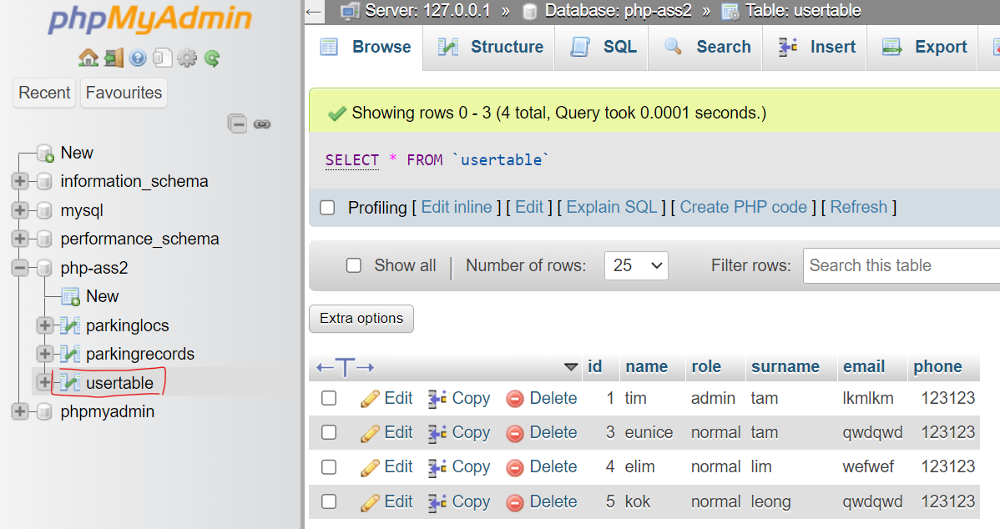 phpMyAdmin
Recent Favourites
New
information_schema
mysql
performance_schema
php-ass2
New
parkinglocs
parkingrecords
usertable
phpmyadmin
Server: 127.0.0.1 » Database: php-ass2 » Table: usertable
Browse Structure SQL Search Insert Export
Showing rows 0 - 3 (4 total, Query took 0.0001 seconds.)
SELECT * FROM `usertable`
Profiling [ Edit inline ] [ Edit ] [ Explain SQL ] [ Create PHP code ] [ Refresh ]
Show all Number of rows: 25 Filter rows: Search this table
Extra options
←T→ id name role surname email phone
Edit Copy Delete 1 tim admin tam lkmlkm 123123
Edit Copy Delete 3 eunice normal tam qwdqwd 123123
Edit Copy Delete 4 elim normal lim wefwef 123123
Edit Copy Delete 5 kok normal leong qwdqwd 123123